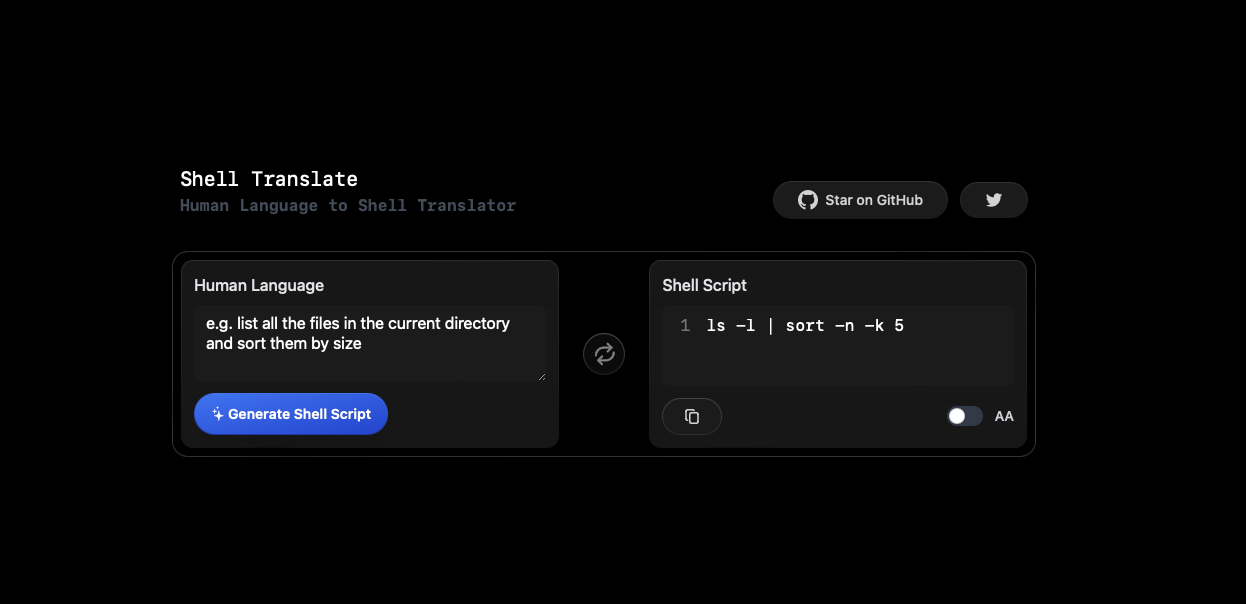 Shell Translate
Human Language to Shell Translator
Star on GitHub
Human Language
e.g. list all the files in the current directory
and sort them by size
Generate Shell Script
Shell Script
1 ls -l | sort -n -k 5
AA